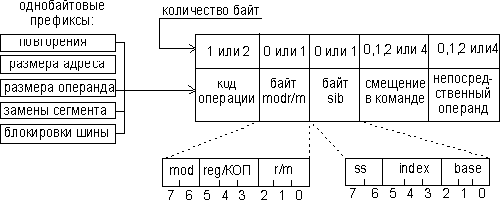 однобайтовые
префиксы:
повторения
размера адреса
размера операнда
замены сегмента
блокировки шины
количество байт
1 или 2
0 или 1
0 или 1
0,1,2 или 4
0,1,2 или4
код
операции
байт
modr/m
байт
sib
смещение
в команде
непосред-
ственный
операнд
mod
reg/КОП
r/m
7 6 5 4 3 2 1 0
ss
index
base
7 6 5 4 3 2 1 0